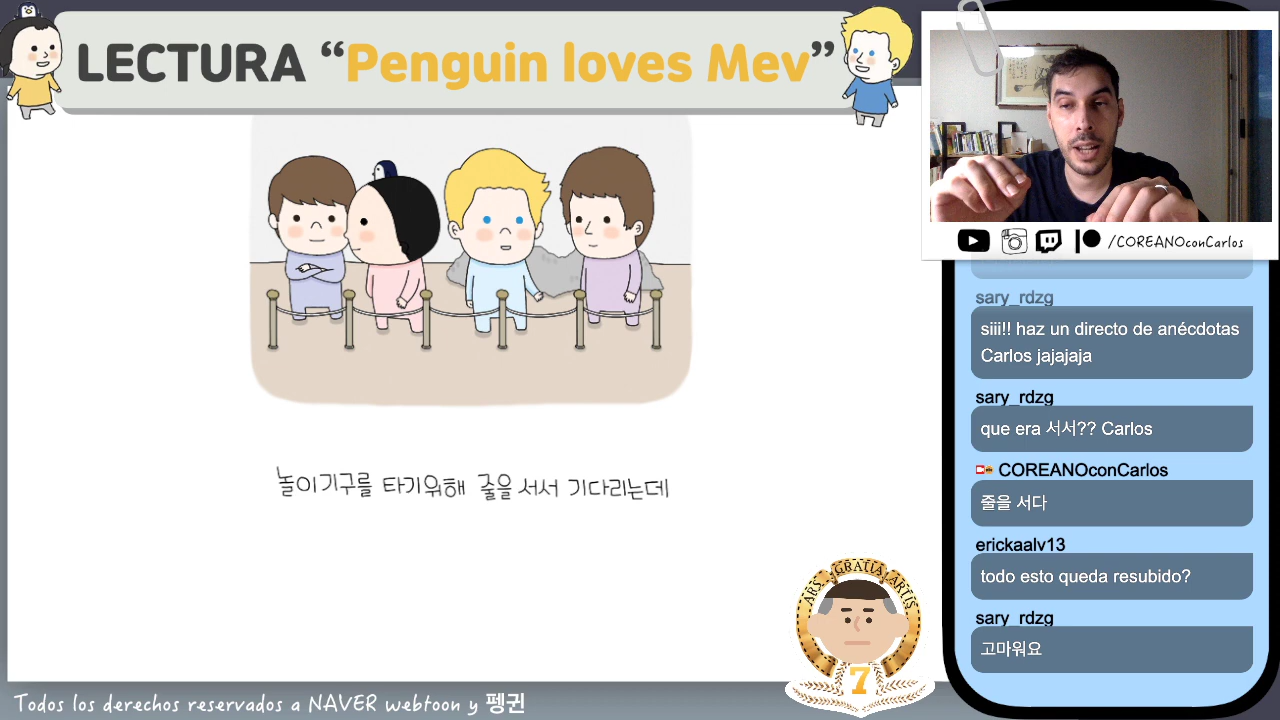 LECTURA “Penguin loves Mev”
놀이기구를 타기위해 줄을 서서 기다리는데
/COREANOconCarlos
sary_rdzg
siii!! haz un directo de anécdotas
Carlos jajajaja
sary_rdzg
que era 서서?? Carlos
COREANOconCarlos
줄을 서다
erickaalv13
todo esto queda resubido?
sary_rdzg
고마워요
ARS GRATIA ARTIS
7
Todos los derechos reservados a NAVER webtoon y 펭귄